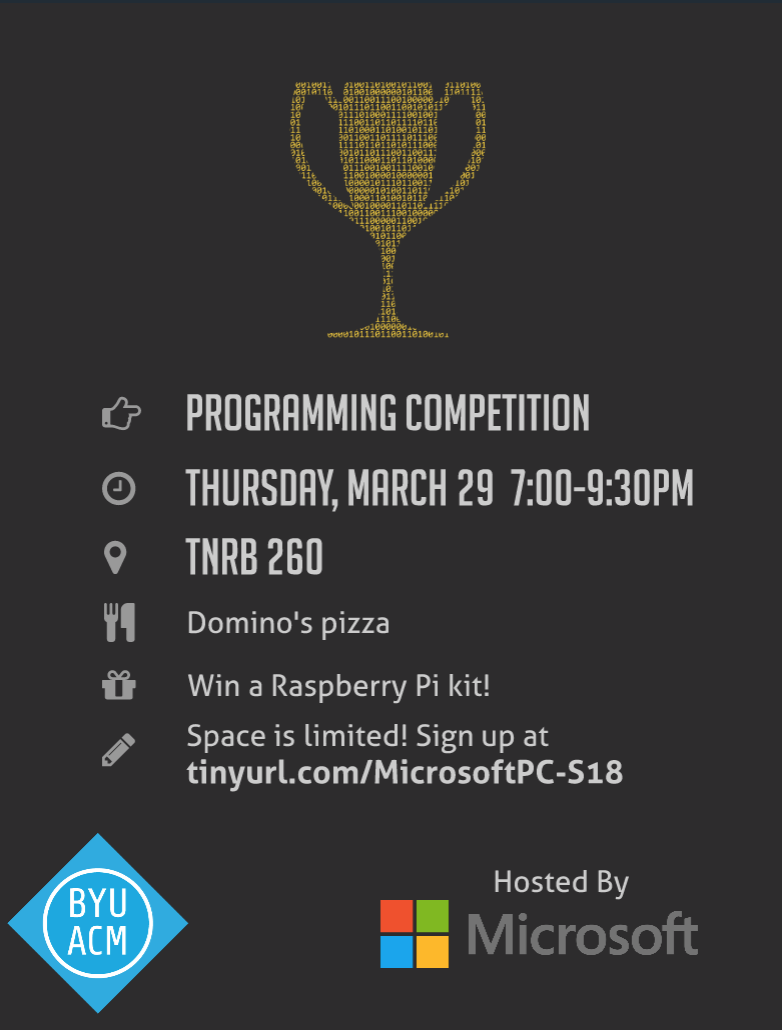 PROGRAMMING COMPETITION
THURSDAY, MARCH 29 7:00-9:30PM
TNRB 260
Domino's pizza
Win a Raspberry Pi kit!
Space is limited! Sign up at
tinyurl.com/MicrosoftPC-S18
BYU
ACM
Hosted By
Microsoft